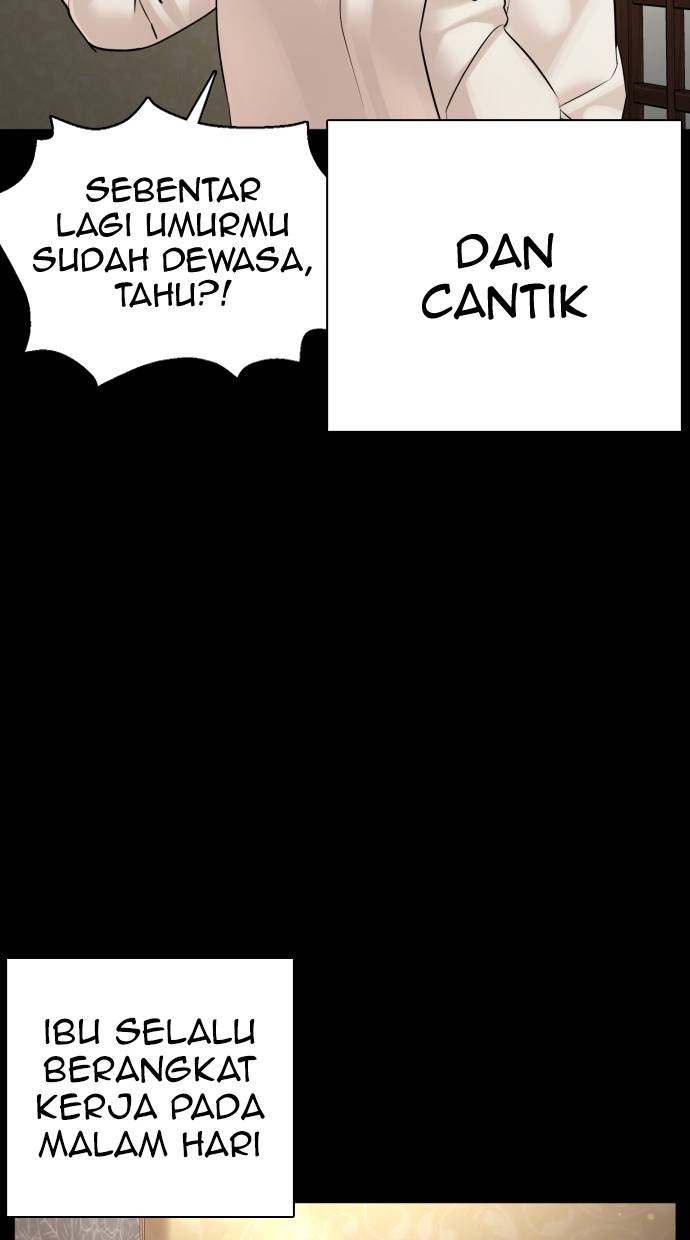 SEBENTAR
LAGI UMURMU
SUDAH DEWASA,
TAHU?!
DAN
CANTIK
IBU SELALU
BERANGKAT
KERJA PADA
MALAM HARI